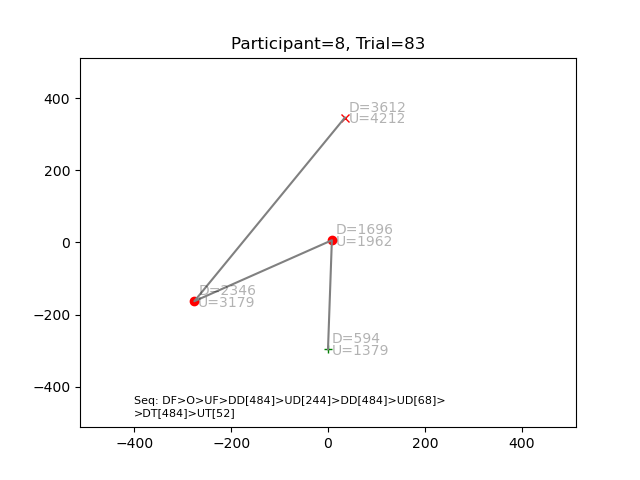 Participant=8, Trial=83
400
200
0
−200
−400
D=3612
U=4212
D=1696
U=1962
D=2346
U=3179
D=594
U=1379
Seq: DF>O>UF>DD[484]>UD[244]>DD[484]>UD[68]>
>DT[484]>UT[52]
−400
−200
0
200
400